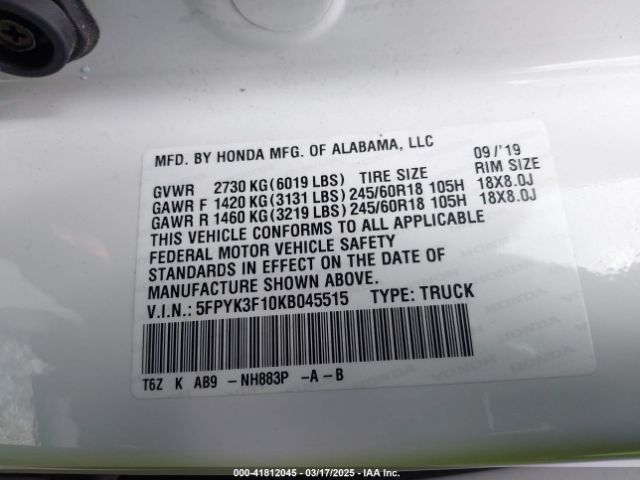 MFD. BY HONDA MFG. OF ALABAMA, LLC 09/'19
GVWR 2730 KG(6019 LBS) TIRE SIZE RIM SIZE
GAWR F 1420 KG(3131 LBS) 245/60R18 105H 18X8.0J
GAWR R 1460 KG(3219 LBS) 245/60R18 105H 18X8.0J
THIS VEHICLE CONFORMS TO ALL APPLICABLE
FEDERAL MOTOR VEHICLE SAFETY
STANDARDS IN EFFECT ON THE DATE OF
MANUFACTURE SHOWN ABOVE.
V.I.N.: 5FPYK3F10KB045515 TYPE: TRUCK
T6Z K AB9 -NH883P -A-B
000-41812045 - 03/17/2025 - IAA Inc.